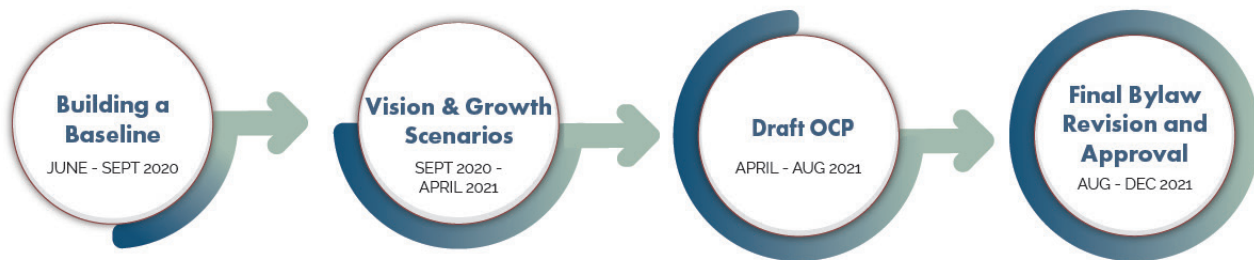 Building a
Baseline
JUNE - SEPT 2020
Vision & Growth
Scenarios
SEPT 2020 -
APRIL 2021
Draft OCP
APRIL - AUG 2021
Final Bylaw
Revision and
Approval
AUG - DEC 2021